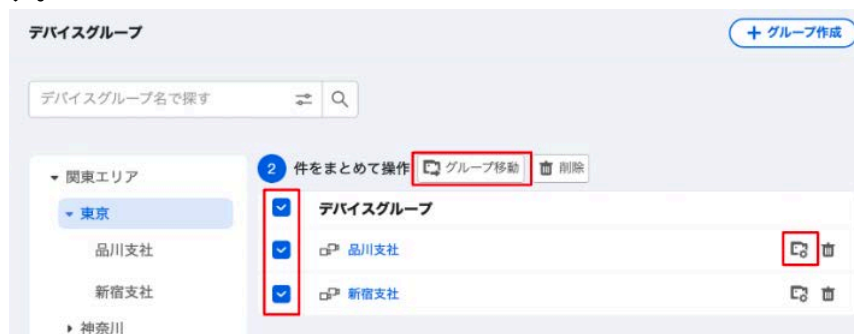 デバイスグループ
+ グループ作成
デバイスグループ名で探す
2 件をまとめて操作 グループ移動 削除
関東エリア
東京
品川支社
新宿支社
神奈川
デバイスグループ
品川支社
新宿支社